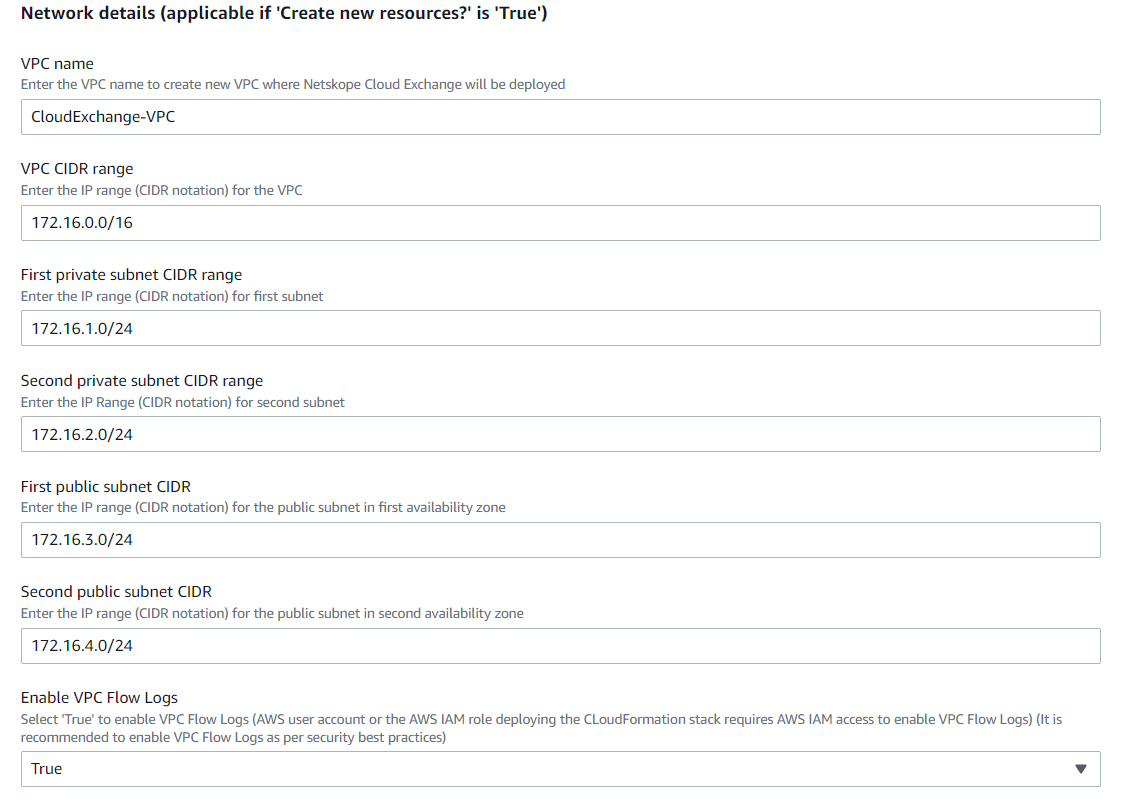 Network details (applicable if 'Create new resources?' is 'True')
VPC name
Enter the VPC name to create new VPC where Netskope Cloud Exchange will be deployed
CloudExchange-VPC
VPC CIDR range
Enter the IP range (CIDR notation) for the VPC
172.16.0.0/16
First private subnet CIDR range
Enter the IP range (CIDR notation) for first subnet
172.16.1.0/24
Second private subnet CIDR range
Enter the IP Range (CIDR notation) for second subnet
172.16.2.0/24
First public subnet CIDR
Enter the IP range (CIDR notation) for the public subnet in first availability zone
172.16.3.0/24
Second public subnet CIDR
Enter the IP range (CIDR notation) for the public subnet in second availability zone
172.16.4.0/24
Enable VPC Flow Logs
Select 'True' to enable VPC Flow Logs (AWS user account or the AWS IAM role deploying the CLoudFormation stack requires AWS IAM access to enable VPC Flow Logs) (It is
recommended to enable VPC Flow Logs as per security best practices)
True